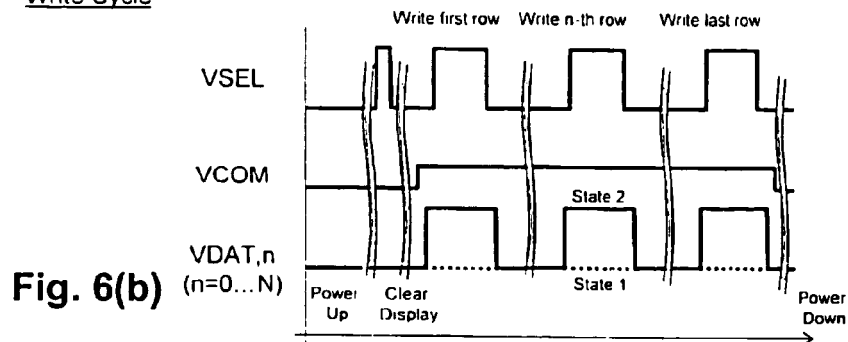 Write Cycle
Write first row Write n-th row Write last row
VSEL
VCOM
State 2
VDAT,n
(n=0...N)
State 1
Fig. 6(b)
Power Up
Clear Display
Power Down